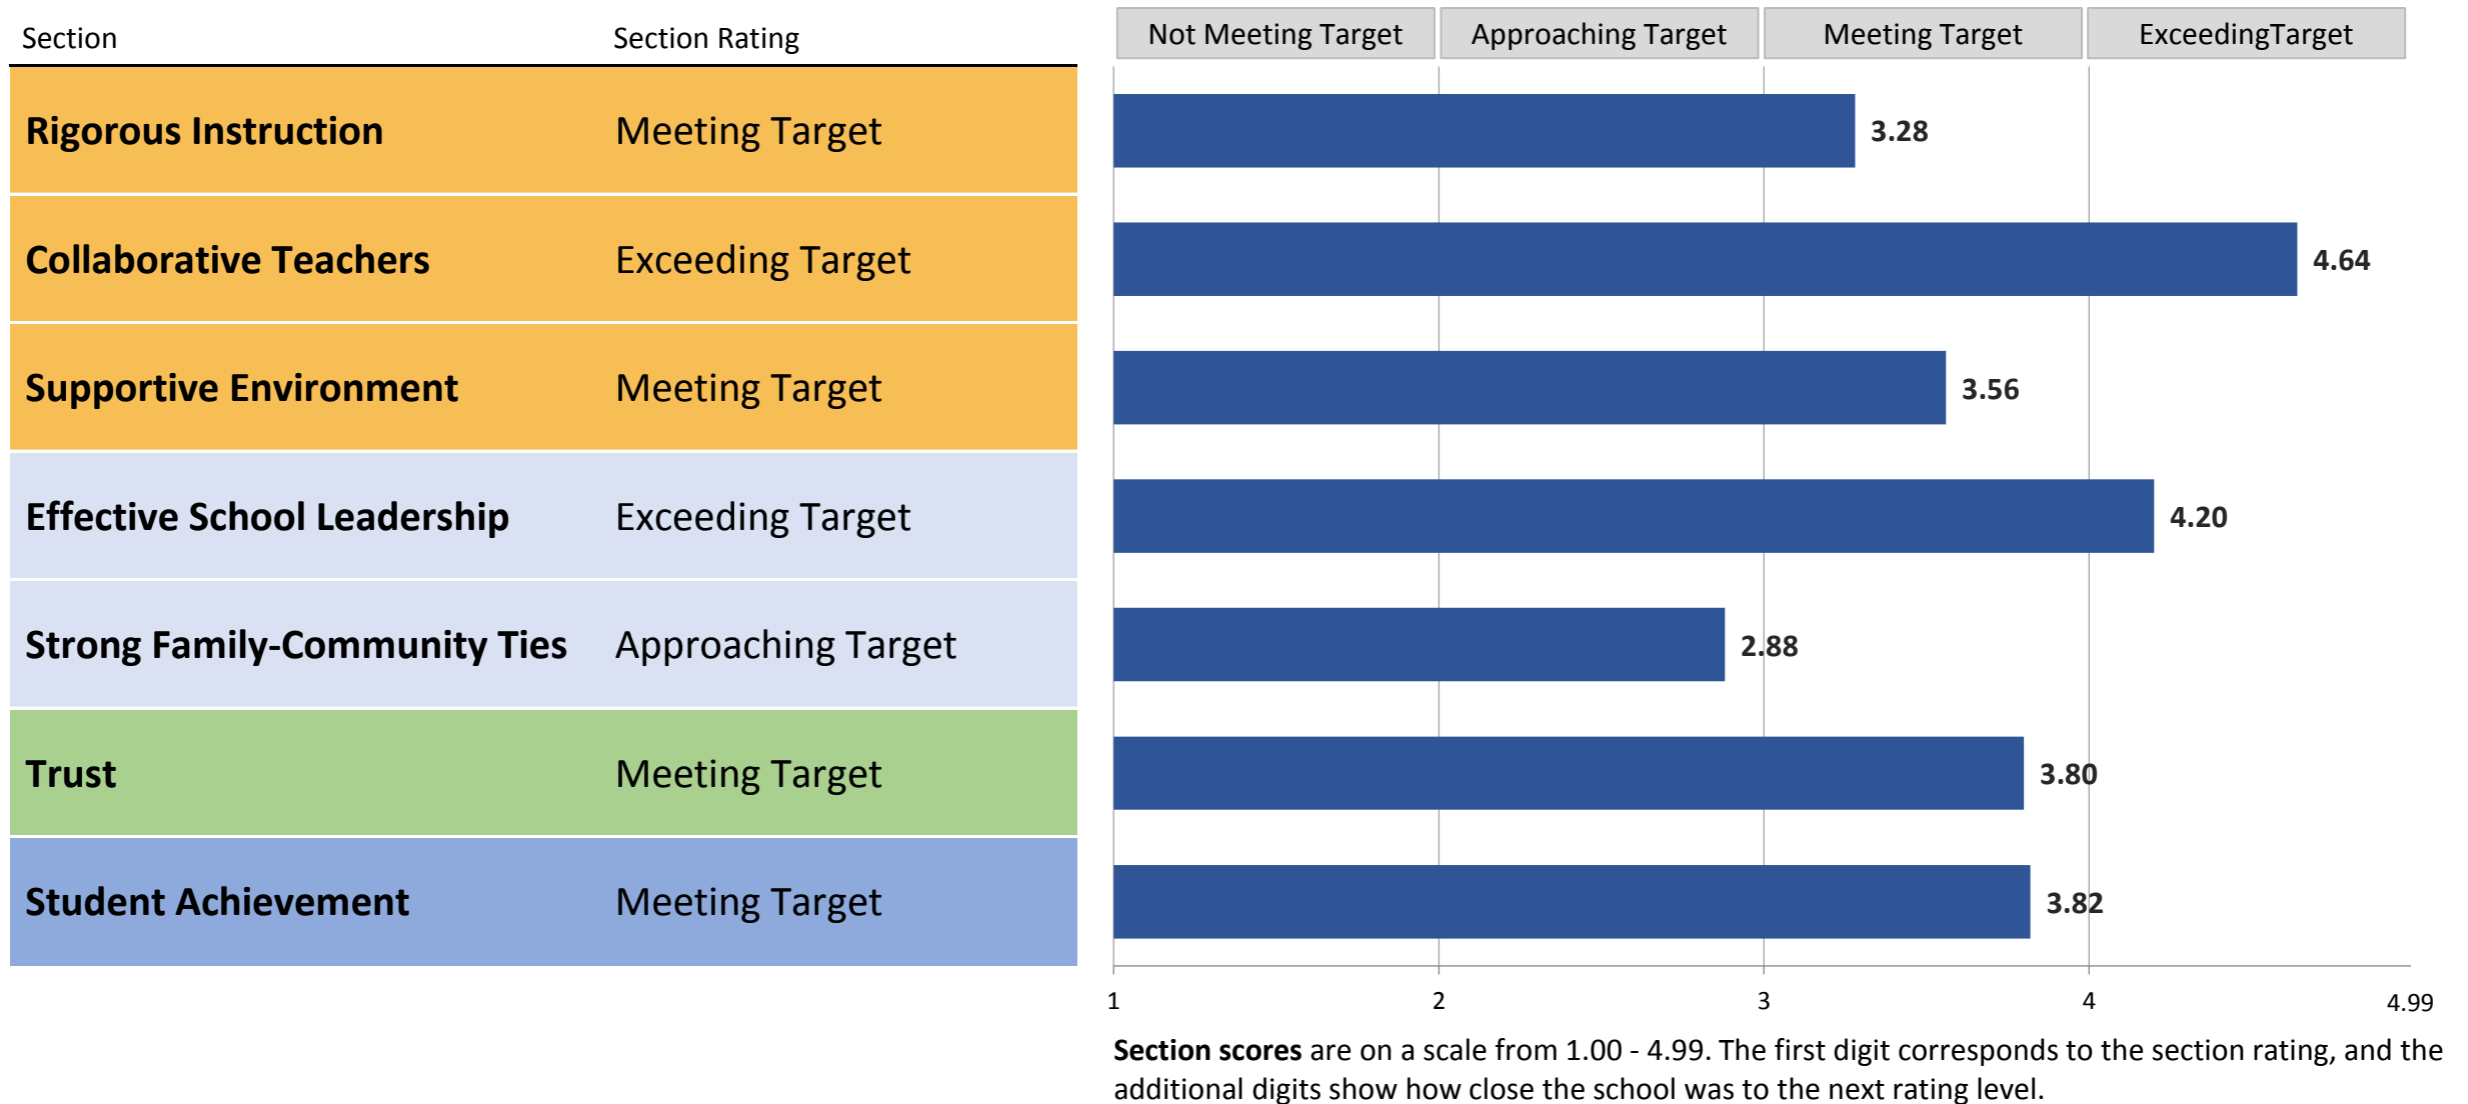 Section Section Rating Not Meeting Target Approaching Target Meeting Target ExceedingTarget
Rigorous Instruction Meeting Target 3.28
Collaborative Teachers Exceeding Target 4.64
Supportive Environment Meeting Target 3.56
Effective School Leadership Exceeding Target 4.20
Strong Family-Community Ties Approaching Target 2.88
Trust Meeting Target 3.80
Student Achievement Meeting Target 3.82
1 2 3 4 4.99
Section scores are on a scale from 1.00 - 4.99. The first digit corresponds to the section rating, and the
additional digits show how close the school was to the next rating level.